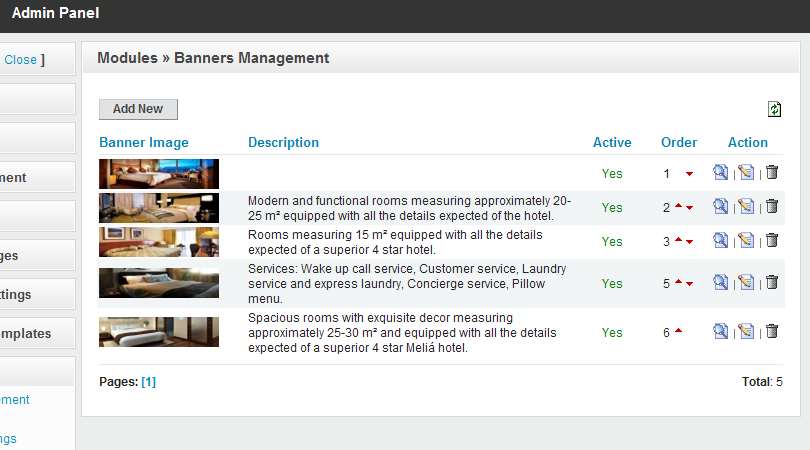 Admin Panel
Close ]
Modules » Banners Management
Add New
Banner Image Description Active Order Action
Yes 1 | |
Modern and functional rooms measuring approximately 20-
25 m² equipped with all the details expected of the hotel.
Yes 2 | |
Rooms measuring 15 m² equipped with all the details
expected of a superior 4 star hotel.
Yes 3 | |
Services: Wake up call service, Customer service, Laundry
service and express laundry, Concierge service, Pillow
menu.
Yes 5 | |
Spacious rooms with exquisite decor measuring
approximately 25-30 m² and equipped with all the details
expected of a superior 4 star Meliá hotel.
Yes 6 | |
Pages: [1]
Total: 5
ment
ges
ttings
emplates
ement
ngs